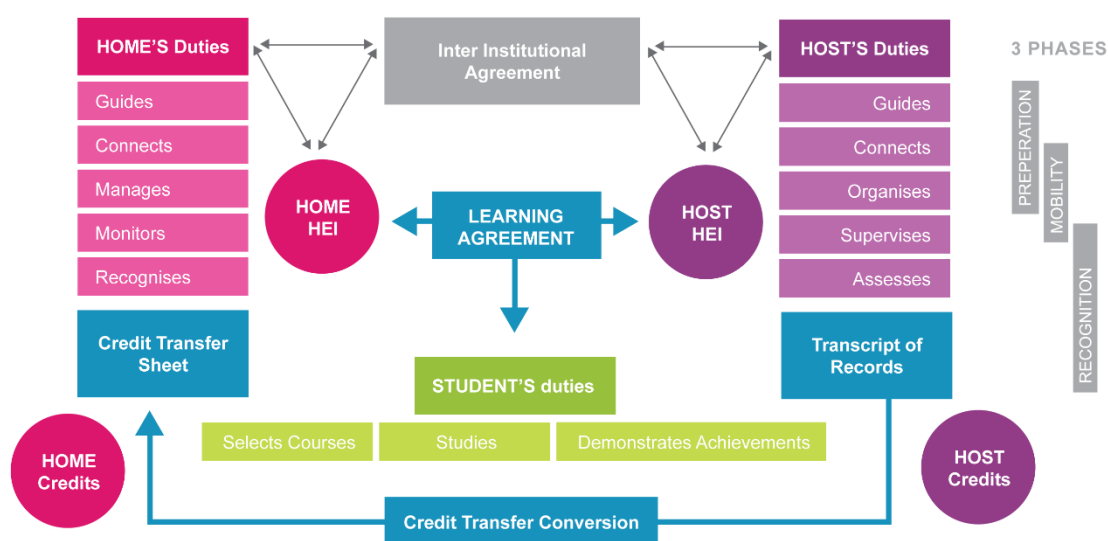 HOME'S Duties
Guides
Connects
Manages
Monitors
Recognises
Credit Transfer
Sheet
HOME
Credits
Inter Institutional
Agreement
HOME
HEI
LEARNING
AGREEMENT
HOST
HEI
STUDENT'S duties
Selects Courses
Studies
Demonstrates Achievements
Credit Transfer Conversion
HOST'S Duties
Guides
Connects
Organises
Supervises
Assesses
Transcript of
Records
HOST
Credits
3 PHASES
PREPERATION
MOBILITY
RECOGNITION